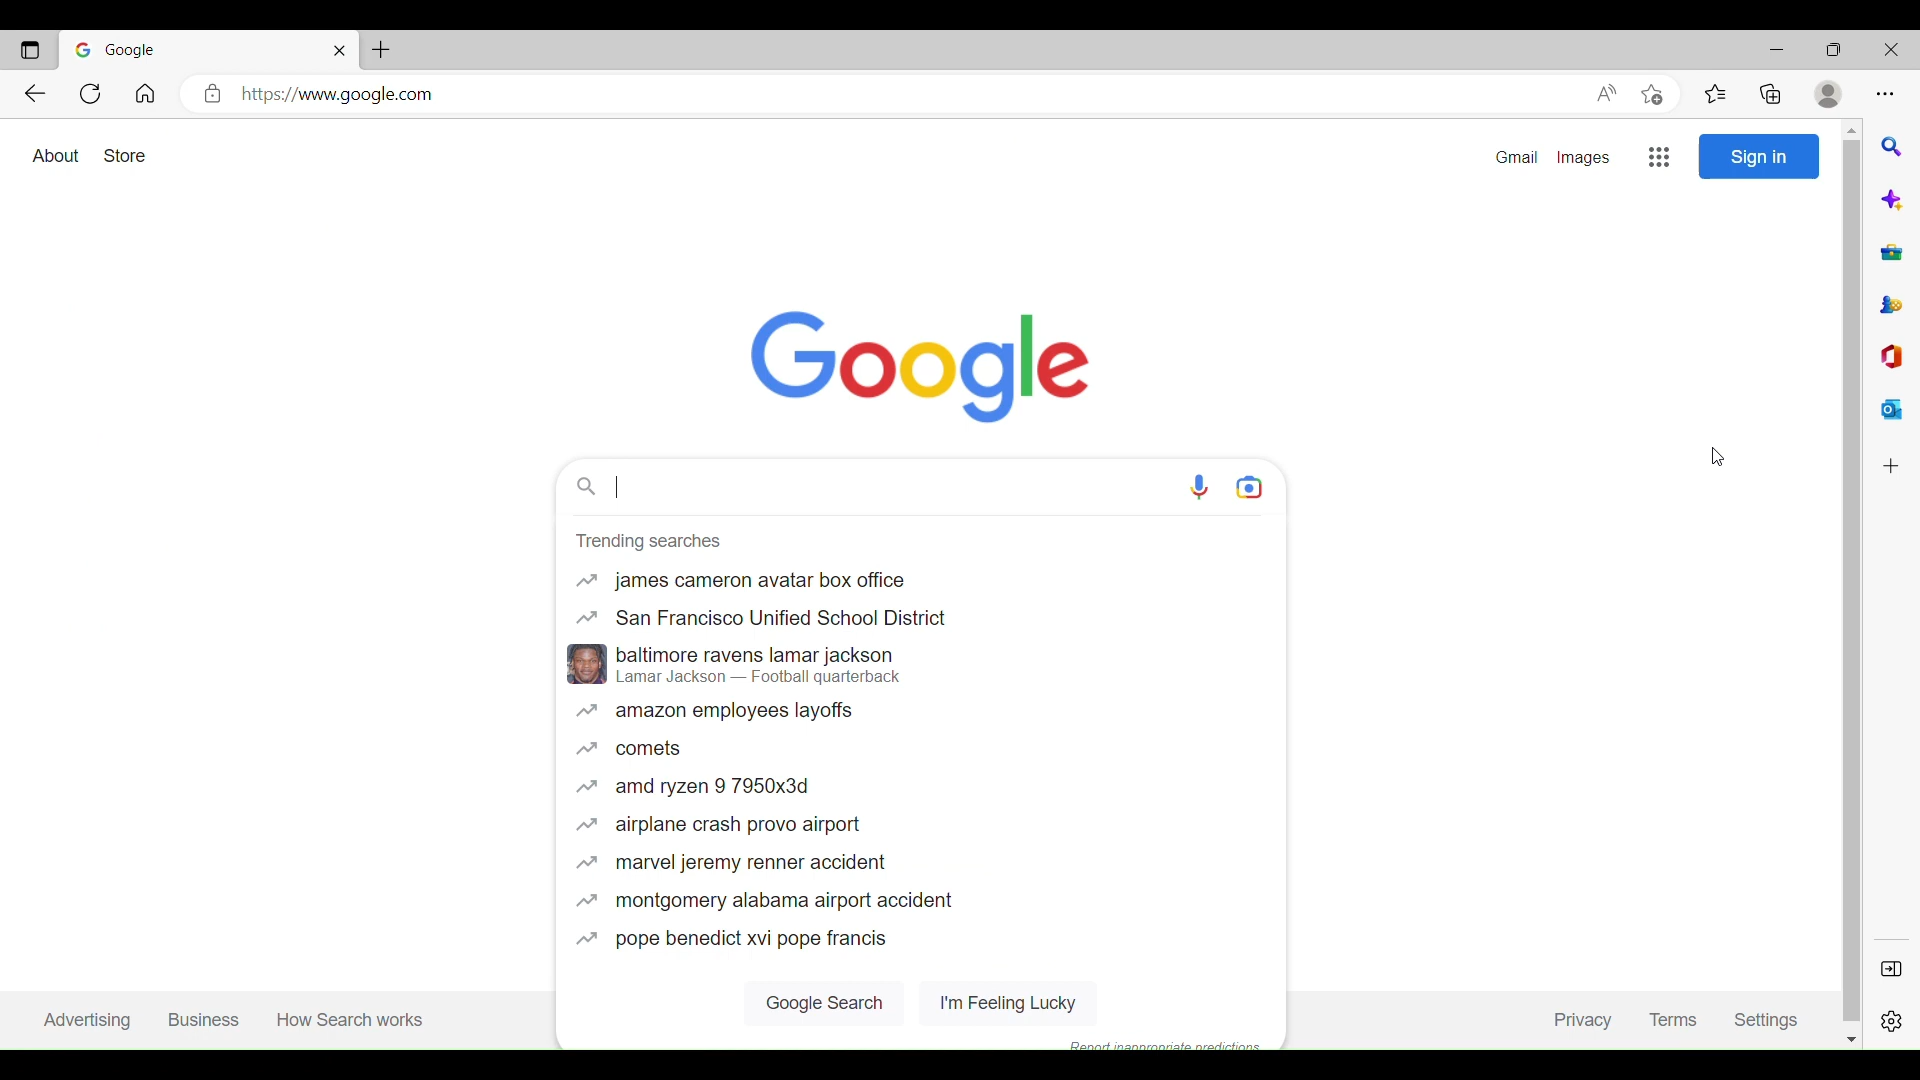 Google
https://www.google.com
About Store
Gmail Images Sign in
Google
Trending searches
james cameron avatar box office
San Francisco Unified School District
baltimore ravens lamar jackson
Lamar Jackson — Football quarterback
amazon employees layoffs
comets
amd ryzen 9 7950x3d
airplane crash provo airport
marvel jeremy renner accident
montgomery alabama airport accident
pope benedict xvi pope francis
Google Search I'm Feeling Lucky
Advertising Business How Search works Privacy Terms Settings
Report inappropriate predictions